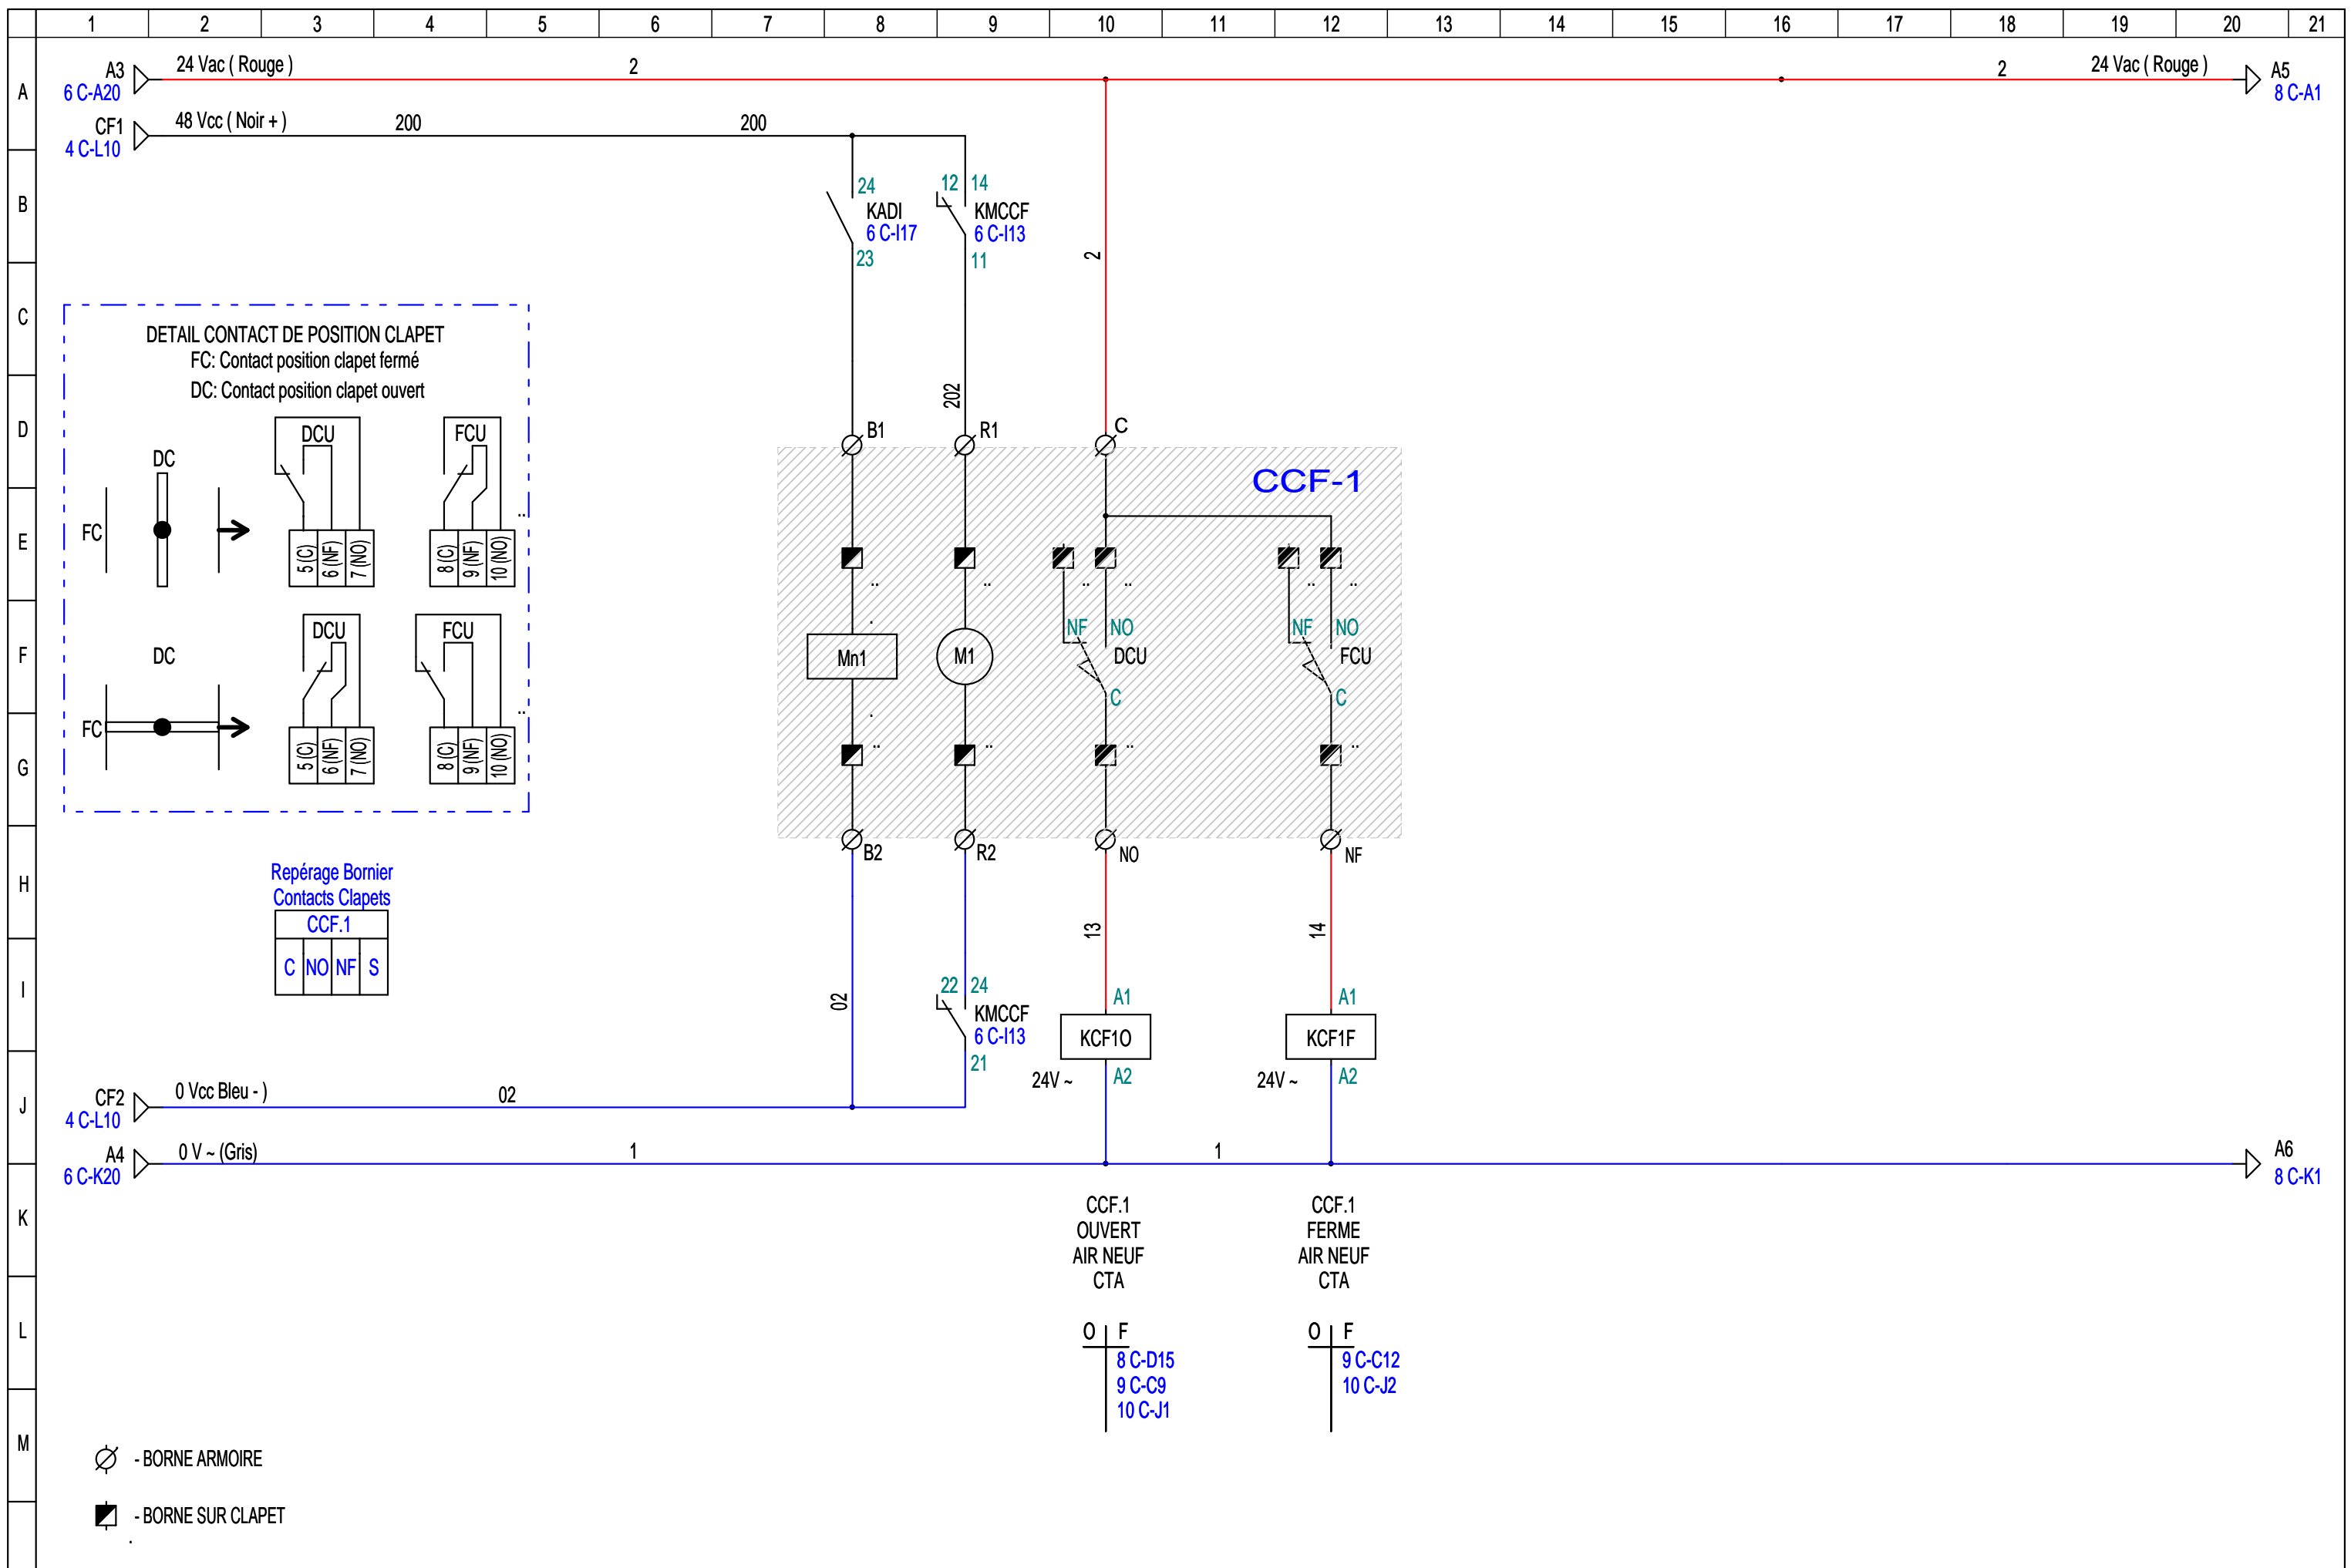 1 2 3 4 5 6 7 8 9 10 11 12 13 14 15 16 17 18 19 20 21
A
B
C
D
E
F
G
H
I
J
K
L
M
A3
6 C-A20
24 Vac ( Rouge )
2
2
24 Vac ( Rouge )
A5
8 C-A1
CF1
4 C-L10
48 Vcc ( Noir + )
200
200
24
KADI
6 C-I17
23
12 14
KMCCF
6 C-I13
11
2
202
DETAIL CONTACT DE POSITION CLAPET
FC: Contact position clapet fermé
DC: Contact position clapet ouvert
DC
FC
DCU
5 (C)
6 (NF)
7 (NO)
FCU
8 (C)
9 (NF)
10 (NO)
DC
FC
DCU
5 (C)
6 (NF)
7 (NO)
FCU
8 (C)
9 (NF)
10 (NO)
B1
R1
C
CCF-1
Mn1
M1
NF NO
DCU
C
NF NO
FCU
C
B2
R2
NO
NF
Repérage Bornier
Contacts Clapets
CCF.1
C NO NF S
02
22 24
KMCCF
6 C-I13
21
13
A1
KCF1O
24V ~
A2
14
A1
KCF1F
24V ~
A2
CF2
4 C-L10
0 Vcc Bleu - )
02
A4
6 C-K20
0 V ~ (Gris)
1
1
A6
8 C-K1
CCF.1
OUVERT
AIR NEUF
CTA
CCF.1
FERME
AIR NEUF
CTA
O F
8 C-D15
9 C-C9
10 C-J1
O F
9 C-C12
10 C-J2
- BORNE ARMOIRE
- BORNE SUR CLAPET